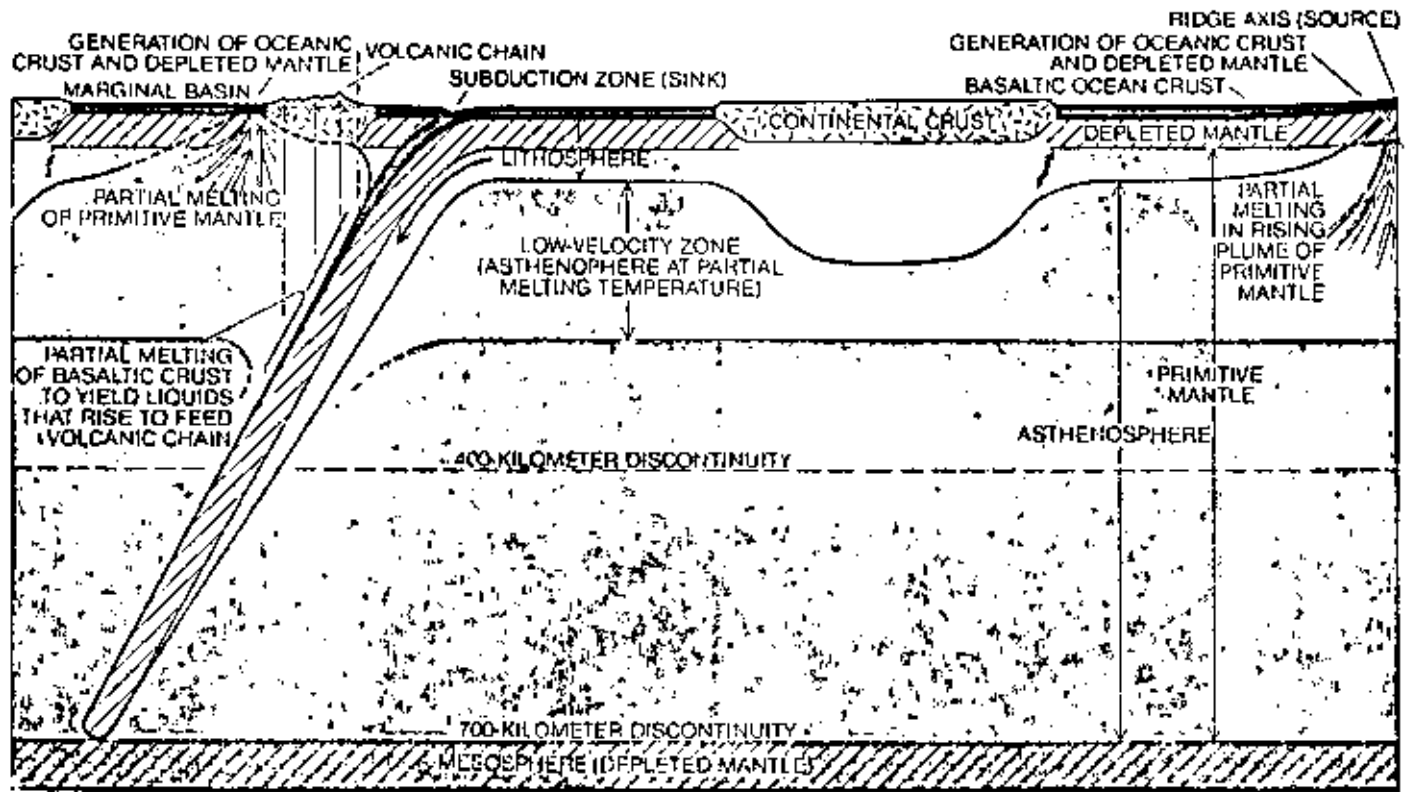 RIDGE AXIS (SOURCE)
GENERATION OF OCEANIC
CRUST AND DEPLETED MANTLE
VOLCANIC CHAIN
GENERATION OF OCEANIC CRUST
AND DEPLETED MANTLE
MARGINAL BASIN
SUBDUCTION ZONE (SINK)
BASALTIC OCEAN CRUST
CONTINENTAL CRUST
DEPLETED MANTLE
LITHOSPHERE
PARTIAL MELTING
OF PRIMITIVE MANTLE
LOW-VELOCITY ZONE
(ASTHENOPHERE AT PARTIAL
MELTING TEMPERATURE)
PARTIAL
MELTING
IN RISING
PLUME OF
PRIMITIVE
MANTLE
PARTIAL MELTING
OF BASALTIC CRUST
TO YIELD LIQUIDS
THAT RISE TO FEED
VOLCANIC CHAIN
PRIMITIVE
MANTLE
ASTHENOSPHERE
400-KILOMETER DISCONTINUITY
700-KILOMETER DISCONTINUITY
MESOSPHERE (DEPLETED MANTLE)